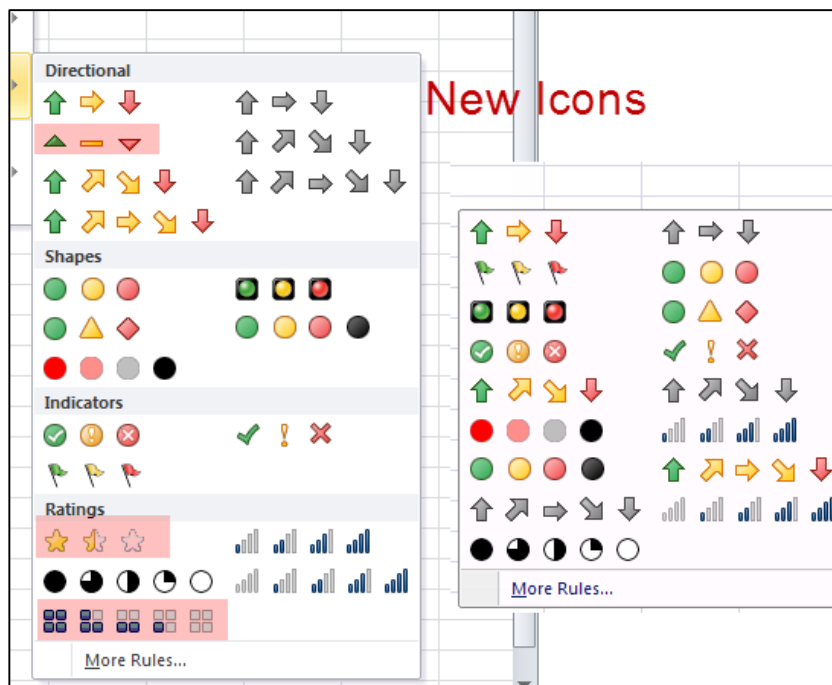 Directional
New Icons
Shapes
Indicators
Ratings
More Rules...
More Rules...